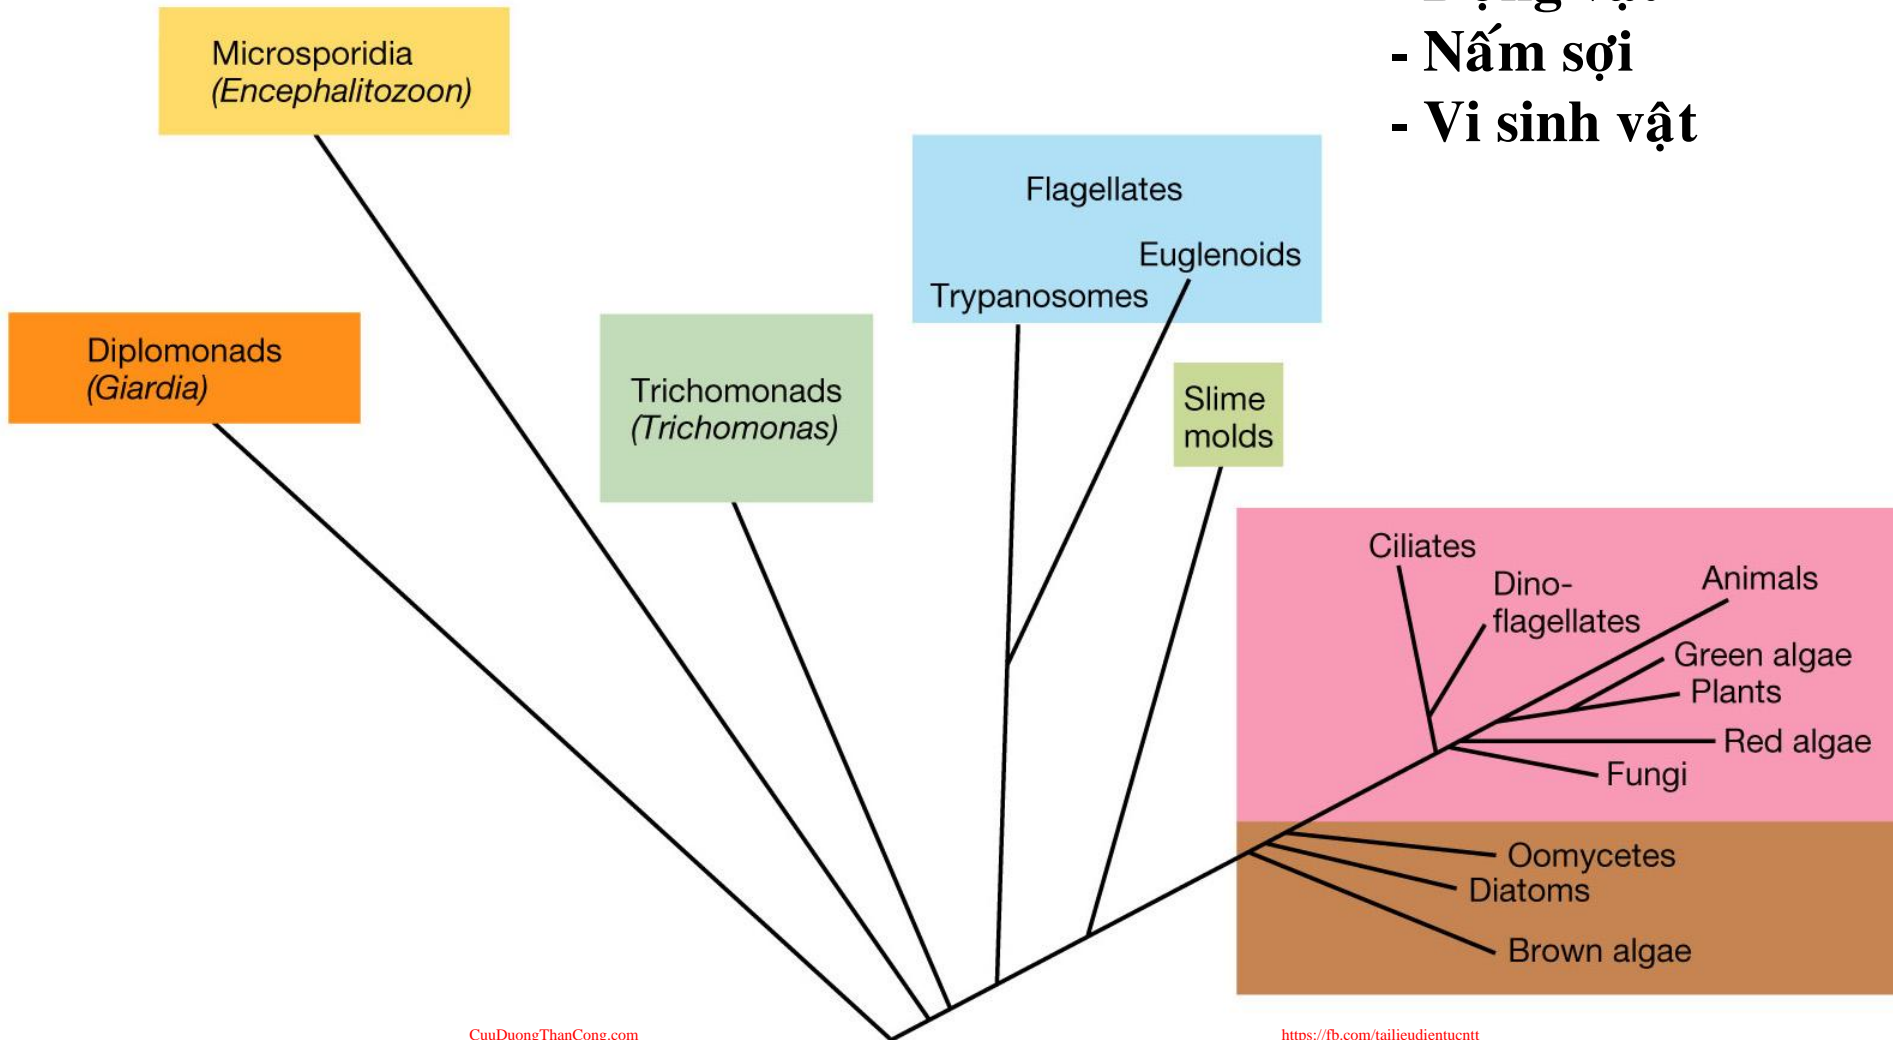 - Nấm sợi
- Vi sinh vật
Microsporidia
(Encephalitozoon)
Flagellates
Euglenoids
Trypanosomes
Diplomonads
(Giardia)
Trichomonads
(Trichomonas)
Slime
molds
Ciliates
Dino-
flagellates
Animals
Green algae
Plants
Red algae
Fungi
Oomycetes
Diatoms
Brown algae
CuuDuongThanCong.com
https://fb.com/tailieudientucntt